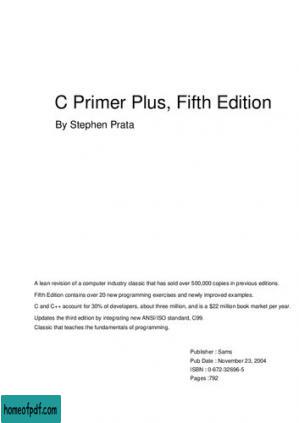 C Primer Plus, Fifth Edition
By Stephen Prata
A lean revision of a computer industry classic that has sold over 500,000 copies in previous editions.
Fifth Edition contains over 20 new programming exercises and newly improved examples.
C and C++ account for 30% of developers, about three million, and is a $22 million book market per year.
Updates the third edition by integrating new ANSI/ISO standard, C99.
Classic that teaches the fundamentals of programming.
Publisher : Sams
Pub Date : November 23, 2004
ISBN : 0-672-32696-5
Pages :792
homeofpdf.com